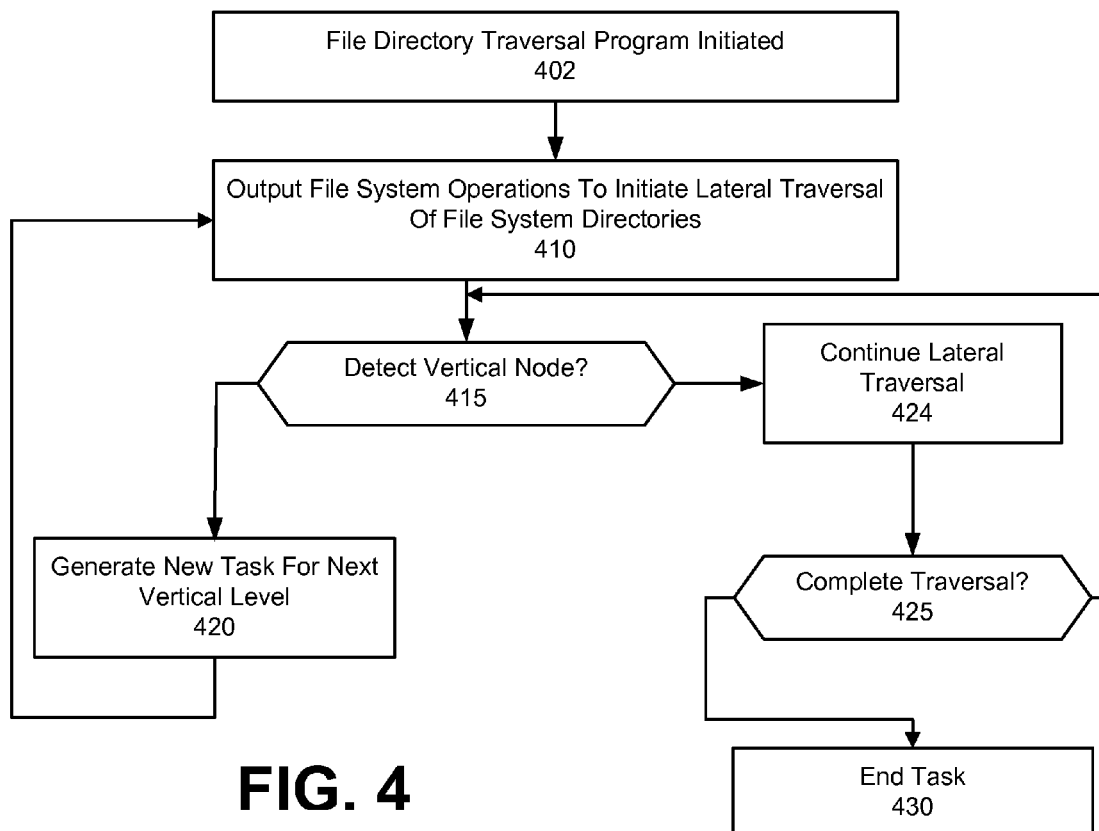 File Directory Traversal Program Initiated
402
Output File System Operations To Initiate Lateral Traversal
Of File System Directories
410
Detect Vertical Node?
415
Continue Lateral
Traversal
424
Generate New Task For Next
Vertical Level
420
Complete Traversal?
425
End Task
430
FIG. 4